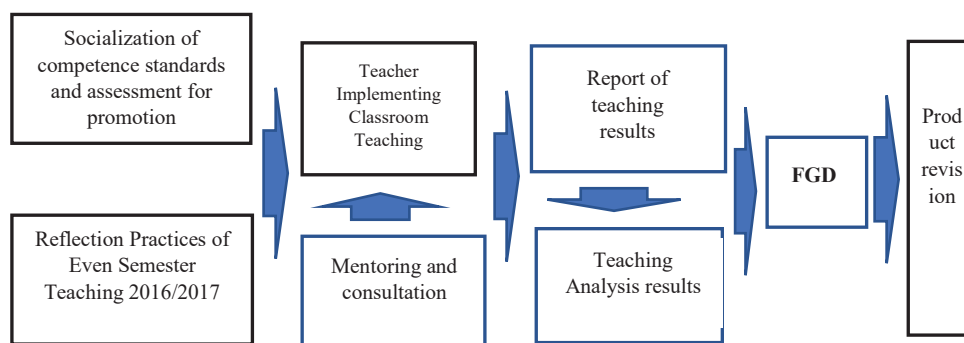 Socialization of
competence standards
and assessment for
promotion
Reflection Practices of
Even Semester
Teaching 2016/2017
Teacher
Implementing
Classroom
Teaching
Mentoring and
consultation
Report of
teaching
results
Teaching
Analysis results
FGD
Prod
uct
revis
ion